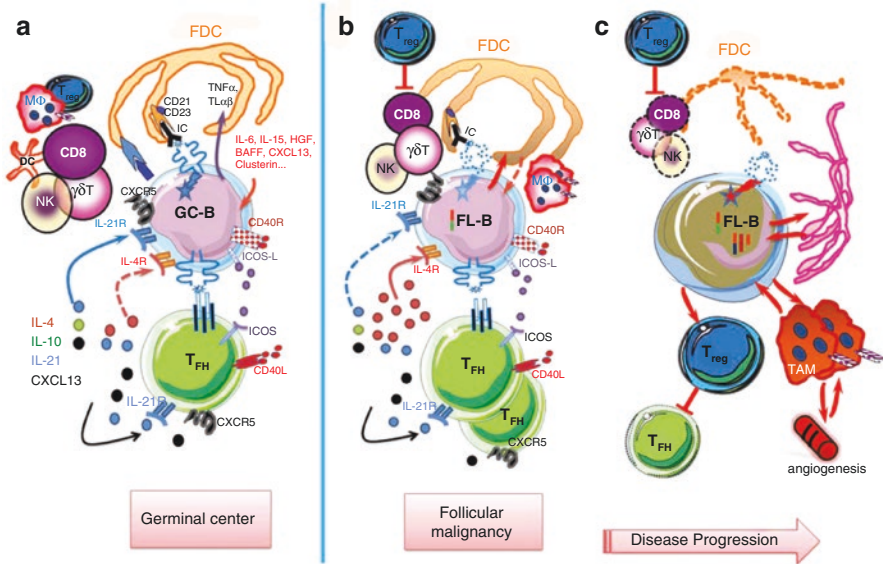 a
FDC
TNFα,
TLαβ
CD21
CD23
IC
Treg
MΦ
DC
CD8
γδT
NK
IL-6, IL-15, HGF,
BAFF, CXCL13,
Clusterin...
CXCR5
GC-B
IL-21R
CD40R
ICOS-L
IL-4R
IL-4
IL-10
IL-21
CXCL13
ICOS
TFH
CD40L
IL-21R
CXCR5
Germinal center
b
Treg
FDC
CD8
IC
γδT
NK
MΦ
IL-21R
FL-B
CD40R
ICOS-L
IL-4R
ICOS
TFH
CD40L
IL-21R
TFH
CXCR5
Follicular
malignancy
c
Treg
FDC
CD8
γδT
NK
FL-B
Treg
TAM
TFH
angiogenesis
Disease Progression